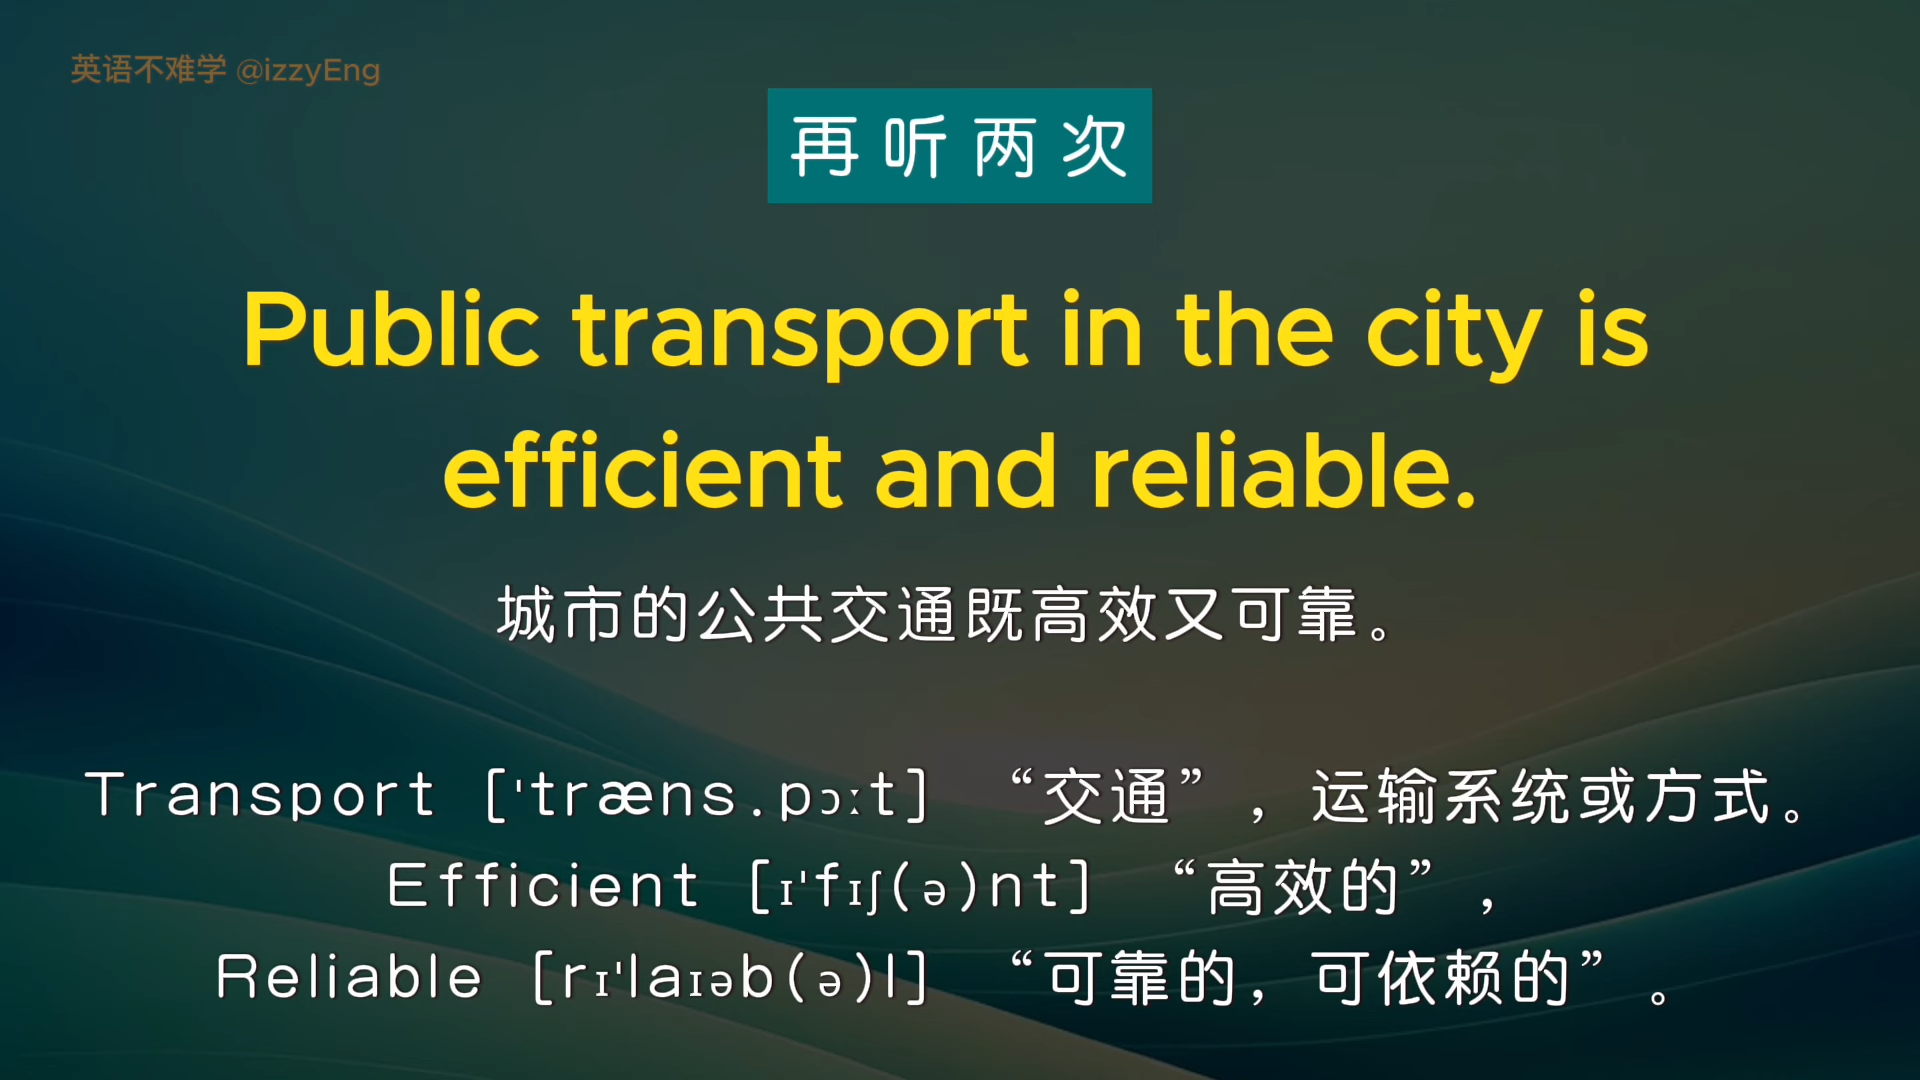 英语不难学 @izzyEng
再听两次
Public transport in the city is
efficient and reliable.
城市的公共交通既高效又可靠。
Transport [ˈtræns.pɔːt] “交通”，运输系统或方式。
Efficient [ɪˈfɪʃ(ə)nt] “高效的”，
Reliable [rɪˈlaɪəb(ə)l] “可靠的，可依赖的”。